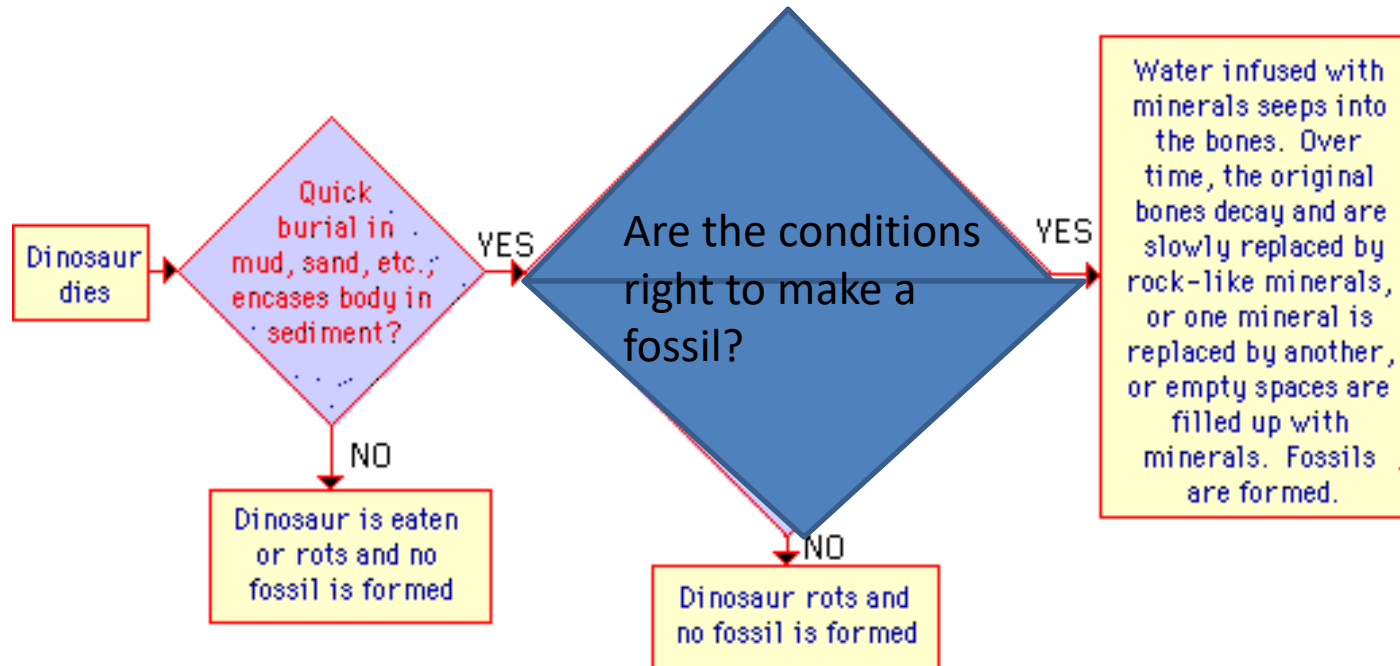 Dinosaur
dies
Quick
burial in
mud, sand, etc.,
encases body in
sediment?
YES
NO
Dinosaur is eaten
or rots and no
fossil is formed
Are the conditions
right to make a
fossil?
YES
NO
Dinosaur rots and
no fossil is formed
Water infused with
minerals seeps into
the bones. Over
time, the original
bones decay and are
slowly replaced by
rock-like minerals,
or one mineral is
replaced by another,
or empty spaces are
filled up with
minerals. Fossils
are formed.